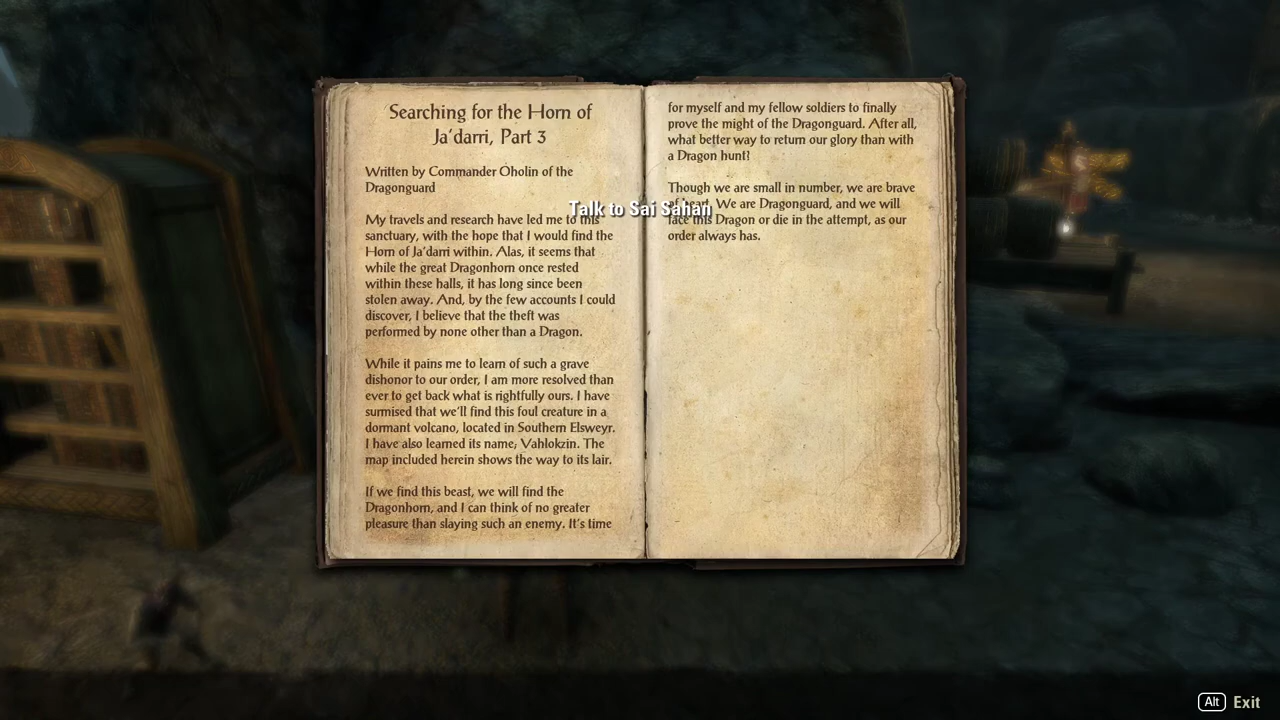 Searching for the Horn of
Ja'darri, Part 3
Written by Commander Oholin of the
Dragonguard
My travels and research have led me to this
sanctuary, with the hope that I would find the
Horn of Ja'darri within. Alas, it seems that
while the great Dragonhorn once rested
within these halls, it has long since been
stolen away. And, by the few accounts I could
discover, I believe that the theft was
performed by none other than a Dragon.
While it pains me to learn of such a grave
dishonor to our order, I am more resolved than
ever to get back what is rightfully ours. I have
surmised that we'll find this foul creature in a
dormant volcano, located in Southern Elsweyr.
I have also learned its name; Vahlokzin. The
map included herein shows the way to its lair.
If we find this beast, we will find the
Dragonhorn, and I can think of no greater
pleasure than slaying such an enemy. It's time
for myself and my fellow soldiers to finally
prove the might of the Dragonguard. After all,
what better way to return our glory than with
a Dragon hunt?
Though we are small in number, we are brave
of heart. We are Dragonguard, and we will
face this Dragon or die in the attempt, as our
order always has.
Talk to Sai Sahan
Alt Exit